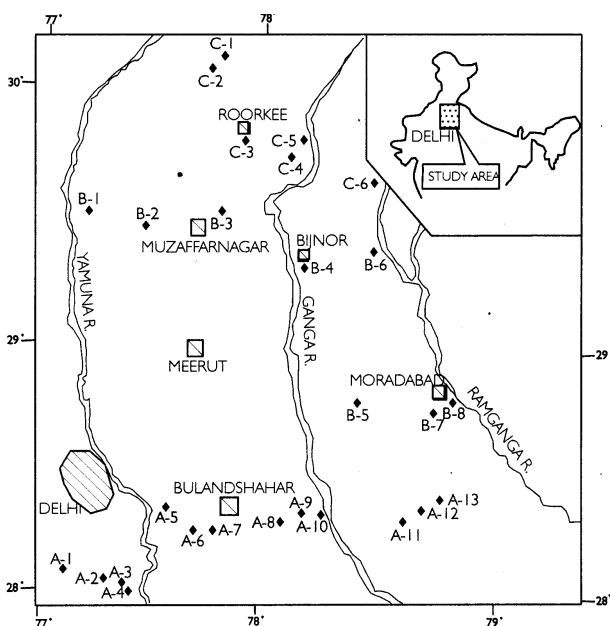 77°
78°
30
C-1
C-2
ROORKEE
C-3
C-5
C-4
DELHI
STUDY AREA
C-6
B-1
B-2
B-3
MUZAFFARNAGAR
BIJNOR
B-4
B-6
YAMUNA R.
GANGA R.
29°
29
MEERUT
MORADABAD
B-5
B-7
B-8
RAMGANGA R.
DELHI
BULANDSHAHAR
A-5
A-6
A-7
A-8
A-9
A-10
A-13
A-12
A-11
A-1
A-2
A-3
A-4
28°
28°
77°
78°
79°